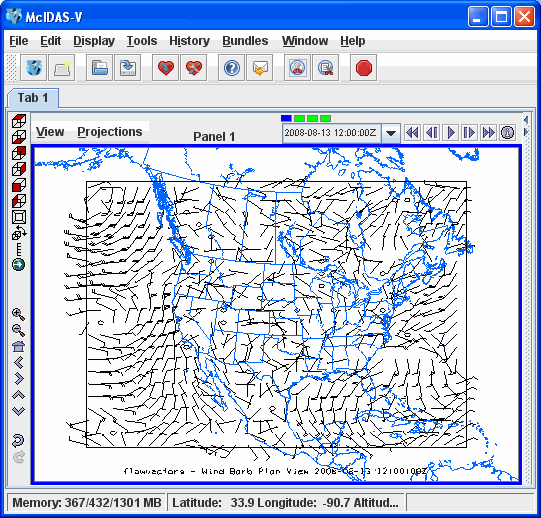 McIDAS-V
File Edit Display Tools History Bundles Window Help
Tab 1
View Projections
Panel 1
2008-08-13 12:00:00Z
flowvectors - Wind Barb Plan View 2008-08-13 12:00:00Z
Memory: 367/432/1301 MB
Latitude: 33.9 Longitude: -90.7 Altitud...